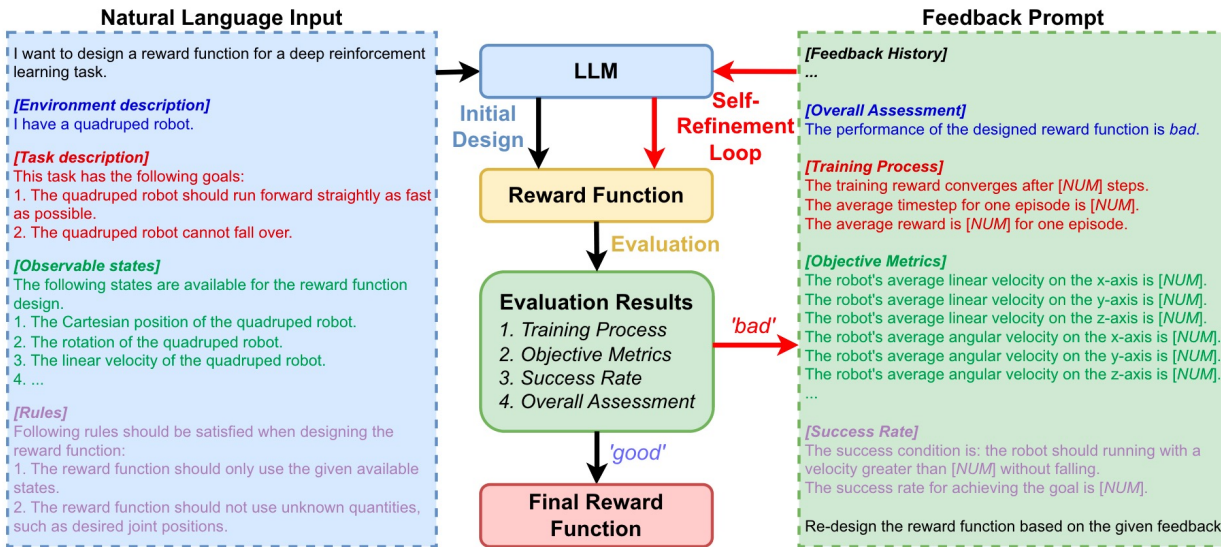 Natural Language Input
I want to design a reward function for a deep reinforcement
learning task.
[Environment description]
I have a quadruped robot.
[Task description]
This task has the following goals:
1. The quadruped robot should run forward straightly as fast
as possible.
2. The quadruped robot cannot fall over.
[Observable states]
The following states are available for the reward function
design.
1. The Cartesian position of the quadruped robot.
2. The rotation of the quadruped robot.
3. The linear velocity of the quadruped robot.
4. ...
[Rules]
Following rules should be satisfied when designing the
reward function:
1. The reward function should only use the given available
states.
2. The reward function should not use unknown quantities,
such as desired joint positions.
LLM
Initial
Design
Self-
Refinement
Loop
Reward Function
Evaluation
Evaluation Results
1. Training Process
2. Objective Metrics
3. Success Rate
4. Overall Assessment
'bad'
'good'
Final Reward
Function
Feedback Prompt
[Feedback History]
...
[Overall Assessment]
The performance of the designed reward function is bad.
[Training Process]
The training reward converges after [NUM] steps.
The average timestep for one episode is [NUM].
The average reward is [NUM] for one episode.
[Objective Metrics]
The robot's average linear velocity on the x-axis is [NUM].
The robot's average linear velocity on the y-axis is [NUM].
The robot's average linear velocity on the z-axis is [NUM].
The robot's average angular velocity on the x-axis is [NUM].
The robot's average angular velocity on the y-axis is [NUM].
The robot's average angular velocity on the z-axis is [NUM].
...
[Success Rate]
The success condition is: the robot should running with a
velocity greater than [NUM] without falling.
The success rate for achieving the goal is [NUM].
Re-design the reward function based on the given feedback